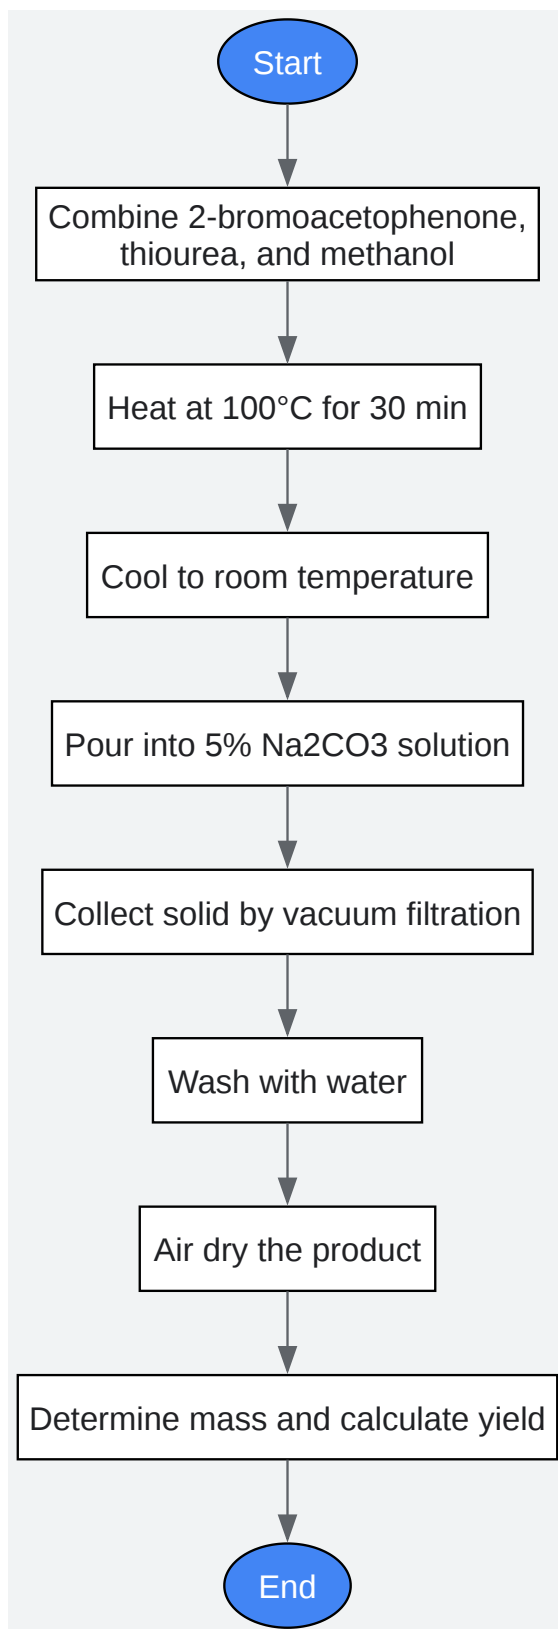 Start
Combine 2-bromoacetophenone,
thiourea, and methanol
Heat at 100°C for 30 min
Cool to room temperature
Pour into 5% Na2CO3 solution
Collect solid by vacuum filtration
Wash with water
Air dry the product
Determine mass and calculate yield
End